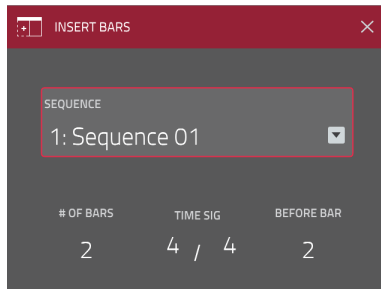 INSERT BARS
SEQUENCE
1: Sequence 01
# OF BARS TIME SIG BEFORE BAR
2 4 / 4 2